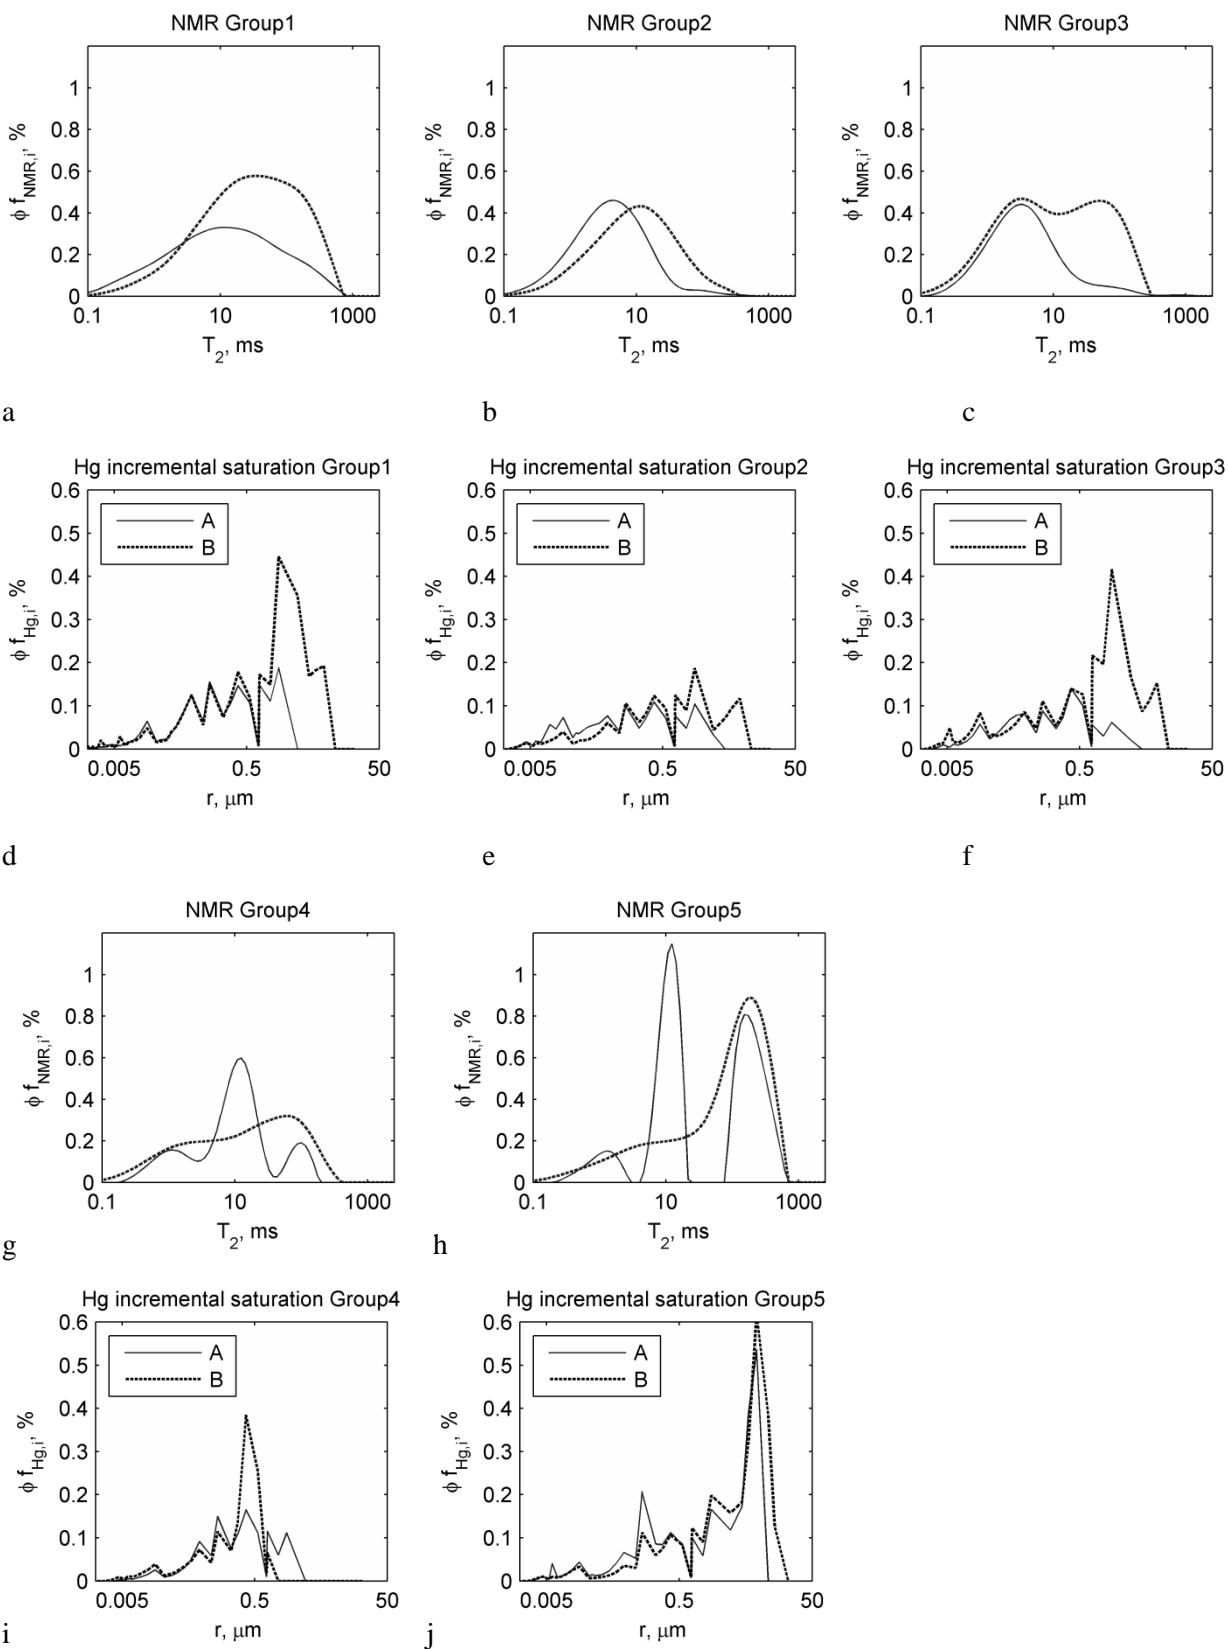 NMR Group1 NMR Group2 NMR Group3
1 1 1
0.8 0.8 0.8
0.6 0.6 0.6
0.4 0.4 0.4
0.2 0.2 0.2
0 0 0
ϕ f_NMR,i, % ϕ f_NMR,i, % ϕ f_NMR,i, %
0.1 10 1000 0.1 10 1000 0.1 10 1000
T_2, ms T_2, ms T_2, ms
a b c
Hg incremental saturation Group1 Hg incremental saturation Group2 Hg incremental saturation Group3
0.6 0.6 0.6
A A A
0.5 0.5 0.5
B B B
0.4 0.4 0.4
0.3 0.3 0.3
0.2 0.2 0.2
0.1 0.1 0.1
0 0 0
ϕ f_Hg,i, % ϕ f_Hg,i, % ϕ f_Hg,i, %
0.005 0.5 50 0.005 0.5 50 0.005 0.5 50
r, μm r, μm r, μm
d e f
NMR Group4 NMR Group5
1 1
0.8 0.8
0.6 0.6
0.4 0.4
0.2 0.2
0 0
ϕ f_NMR,i, % ϕ f_NMR,i, %
0.1 10 1000 0.1 10 1000
T_2, ms T_2, ms
g h
Hg incremental saturation Group4 Hg incremental saturation Group5
0.6 0.6
A A
0.5 0.5
B B
0.4 0.4
0.3 0.3
0.2 0.2
0.1 0.1
0 0
ϕ f_Hg,i, % ϕ f_Hg,i, %
0.005 0.5 50 0.005 0.5 50
r, μm r, μm
i j